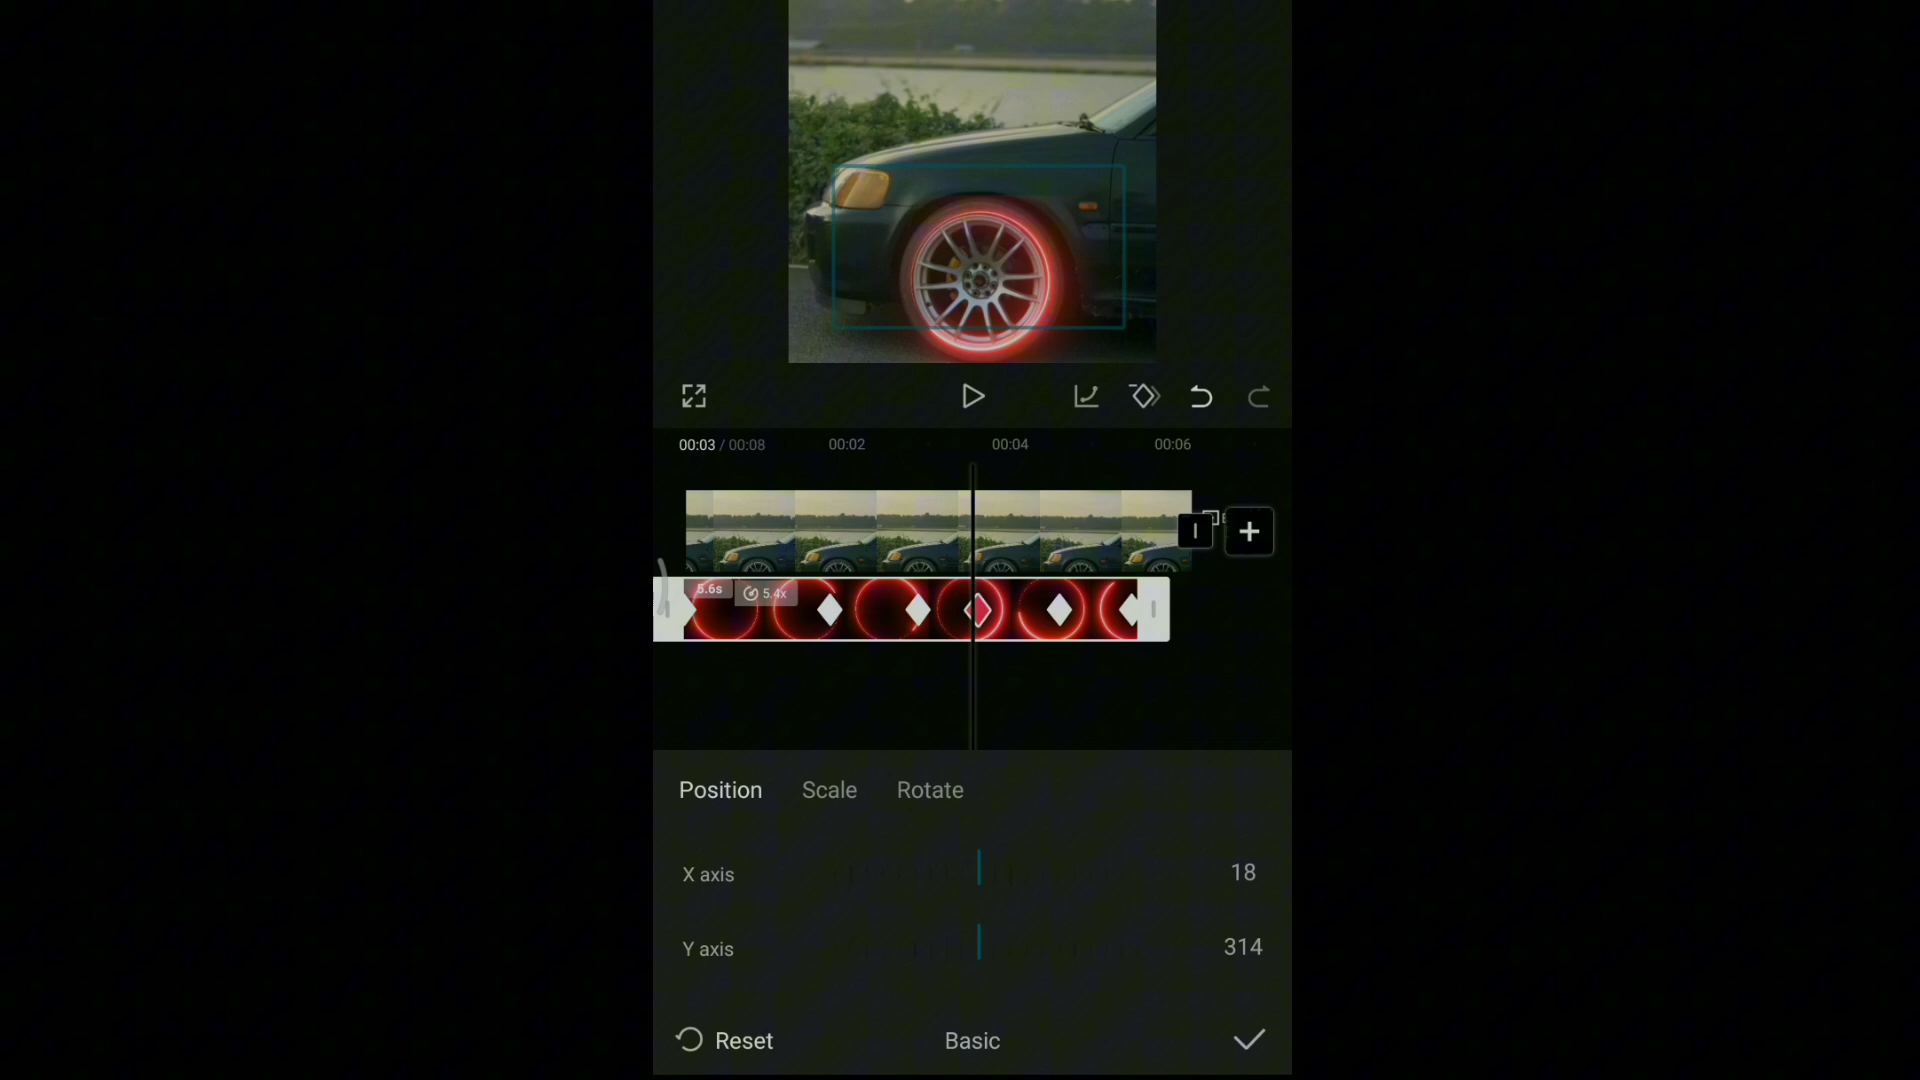 00:03 / 00:08 00:02 00:04 00:06
5.6s 5.4x
Position Scale Rotate
X axis 18
Y axis 314
Reset Basic